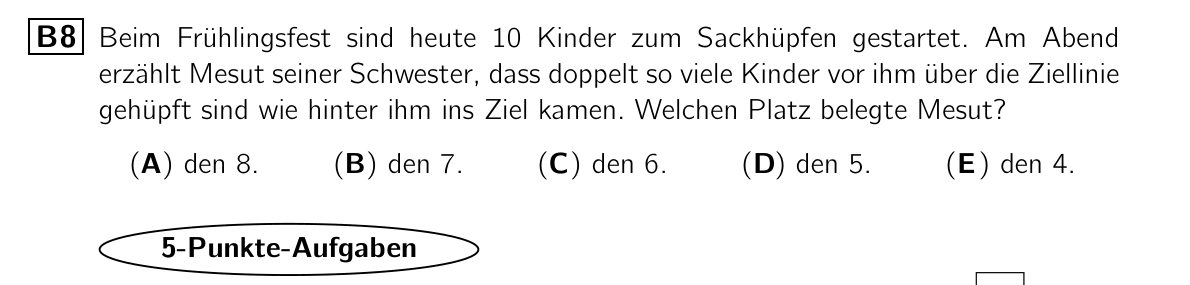 B8 Beim Frühlingsfest sind heute 10 Kinder zum Sackhüpfen gestartet. Am Abend
erzählt Mesut seiner Schwester, dass doppelt so viele Kinder vor ihm über die Ziellinie
gehüpft sind wie hinter ihm ins Ziel kamen. Welchen Platz belegte Mesut?
(A) den 8. (B) den 7. (C) den 6. (D) den 5. (E) den 4.
5-Punkte-Aufgaben